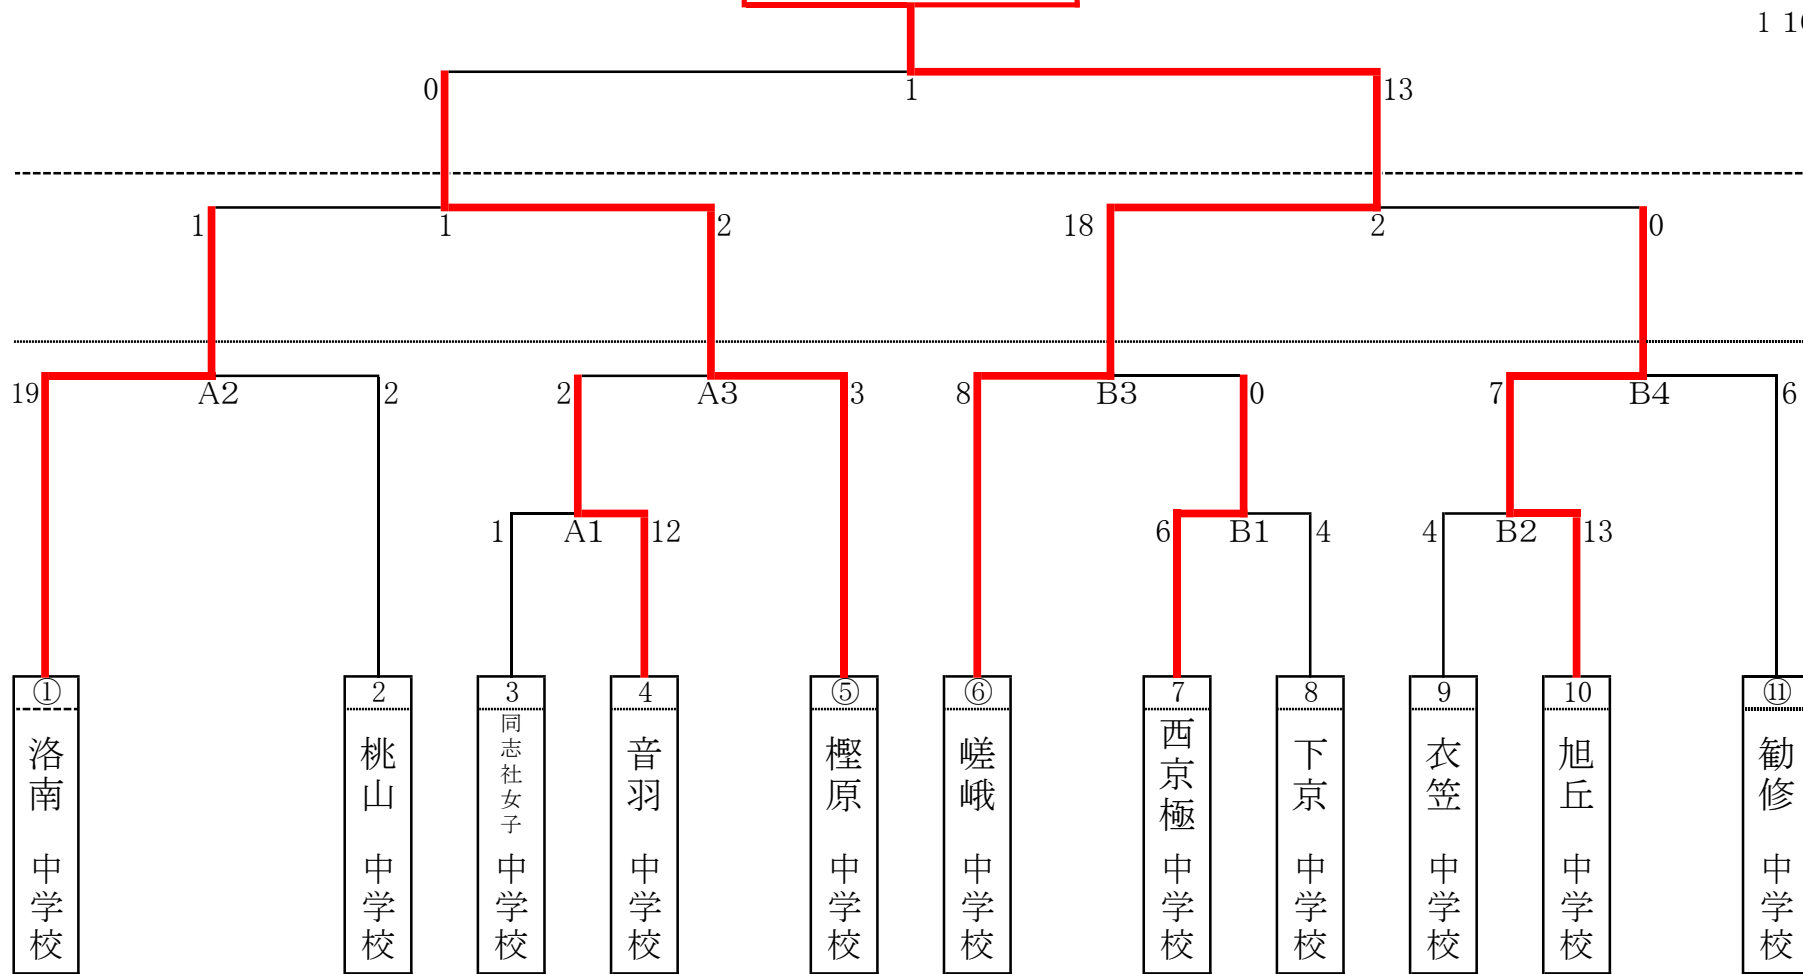 1 1
0 1 13
1 1 2 18 2 0
19 A2 2 2 A3 3 8 B3 0 7 B4 6
1 A1 12 6 B1 4 4 B2 13
① 2 3 4 ⑤ ⑥ 7 8 9 10 ⑪
洛南 中学校
桃山 中学校
同志社女子 中学校
音羽 中学校
樫原 中学校
嵯峨 中学校
西京極 中学校
下京 中学校
衣笠 中学校
旭丘 中学校
勧修 中学校